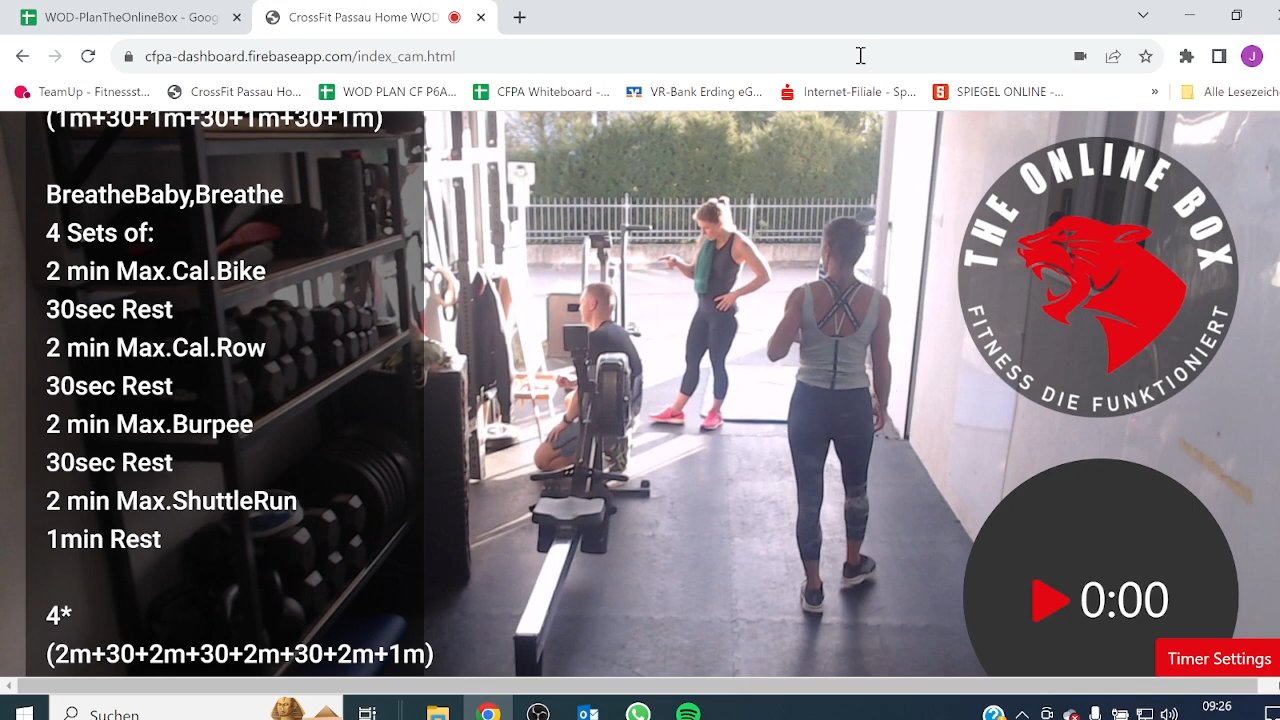 WOD-PlanTheOnlineBox - Goog
CrossFit Passau Home WOD
cfpa-dashboard.firebaseapp.com/index_cam.html
J
TeamUp - Fitnessst...
CrossFit Passau Ho...
WOD PLAN CF P6A...
CFPA Whiteboard -...
VR-Bank Erding eG...
Internet-Filiale - Sp...
SPIEGEL ONLINE -...
»
Alle Lesezeich
(1m+30+1m+30+1m+30+1m)
BreatheBaby,Breathe
4 Sets of:
2 min Max.Cal.Bike
30sec Rest
2 min Max.Cal.Row
30sec Rest
2 min Max.Burpee
30sec Rest
2 min Max.ShuttleRun
1min Rest
4*
(2m+30+2m+30+2m+30+2m+1m)
THE ONLINE BOX
FITNESS DIE FUNKTIONIERT
0:00
Timer Settings
Suchen
09:26